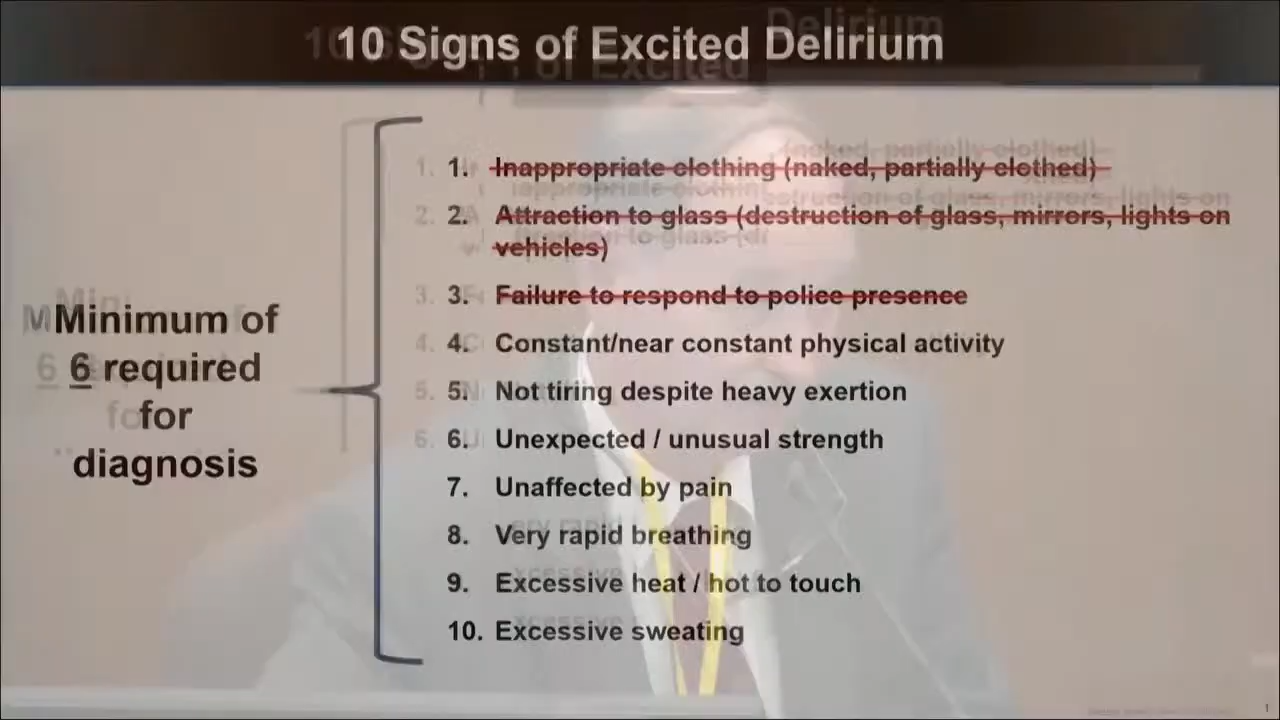 10 Signs of Excited Delirium
Minimum of
6 required
for
diagnosis
1. Inappropriate clothing (naked, partially clothed)
2. Attraction to glass (destruction of glass, mirrors, lights on
vehicles)
3. Failure to respond to police presence
4. Constant/near constant physical activity
5. Not tiring despite heavy exertion
6. Unexpected / unusual strength
7. Unaffected by pain
8. Very rapid breathing
9. Excessive heat / hot to touch
10. Excessive sweating
1